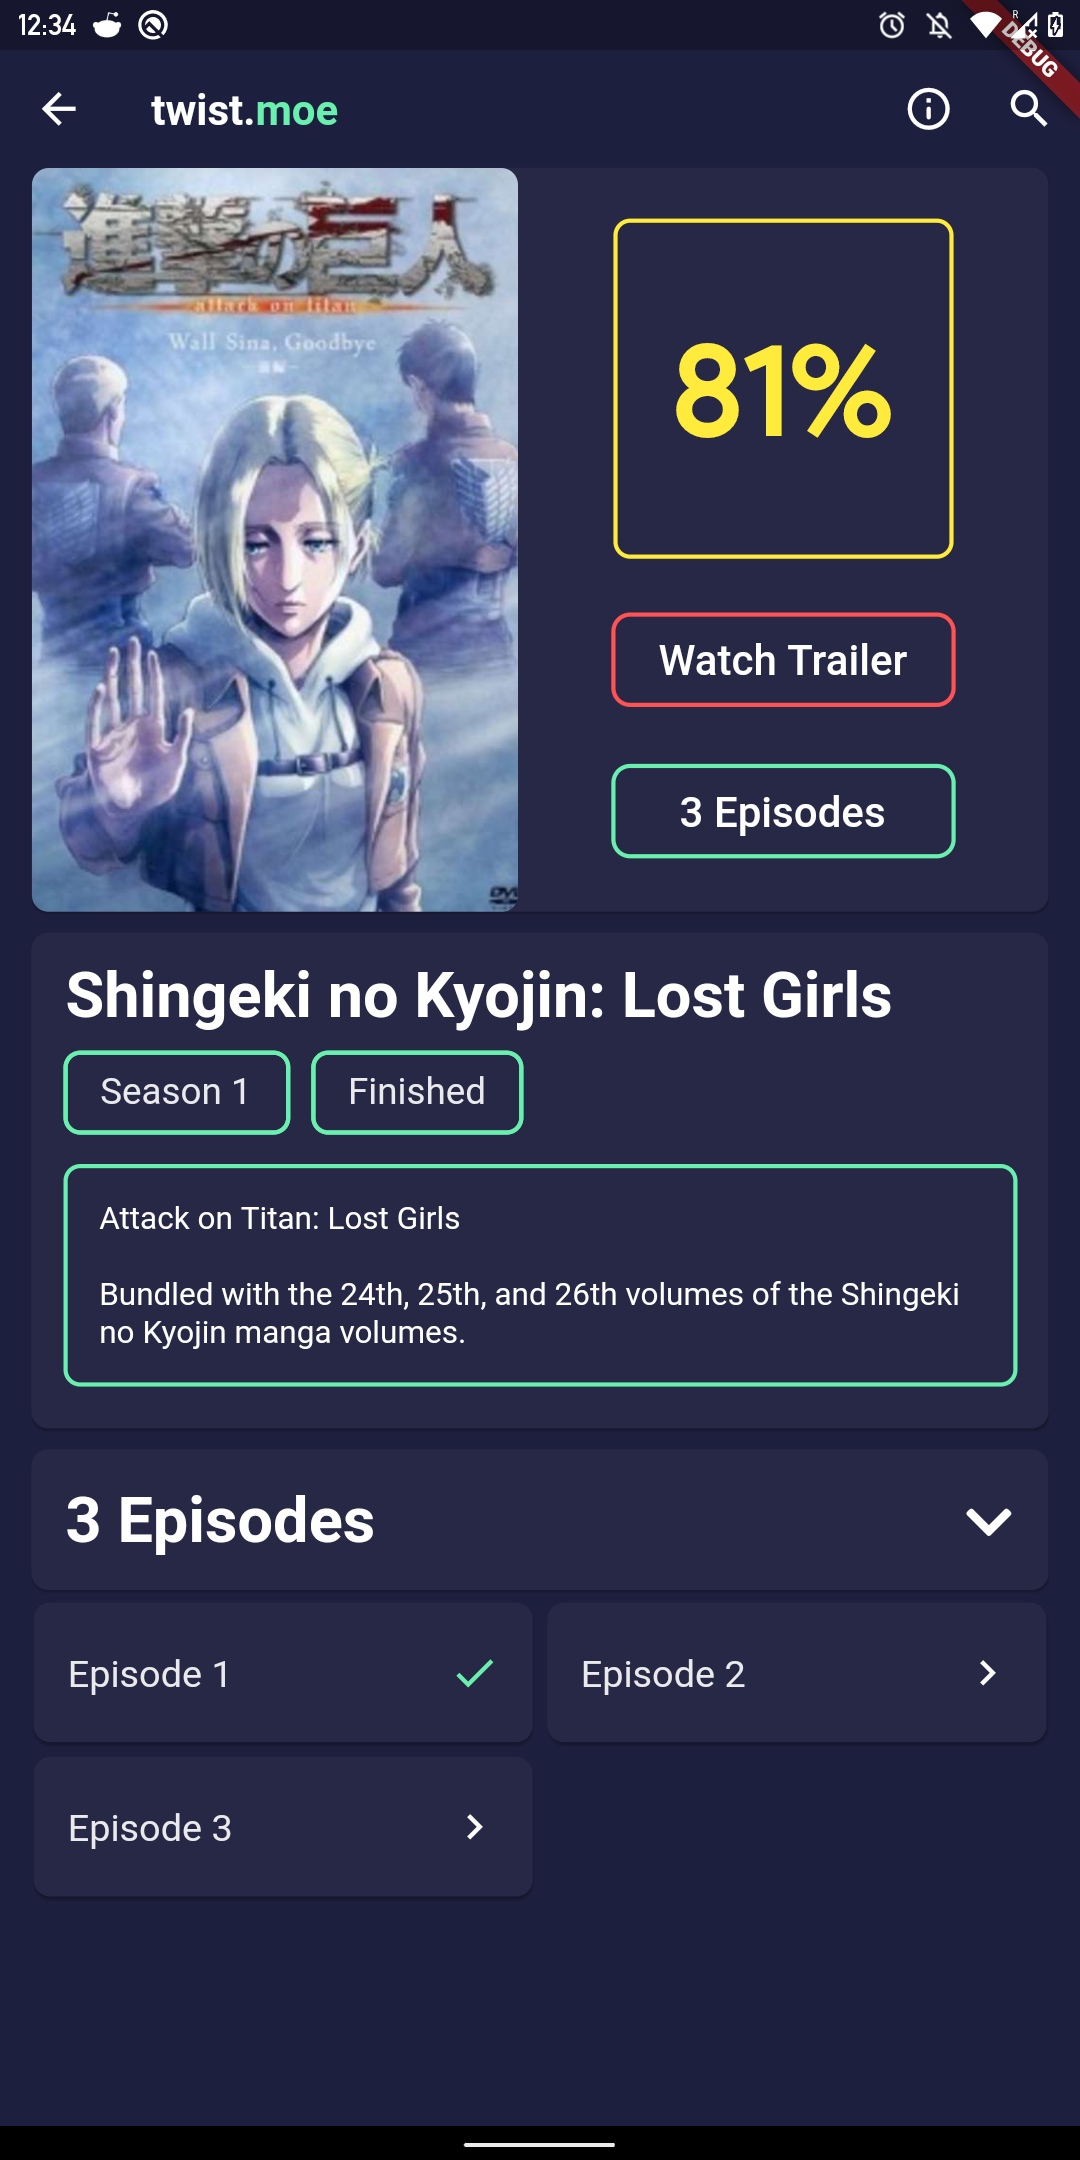 12:34
R
DEBUG
twist.moe
進撃の巨人
attack on titan
Wall Sina, Goodbye
81%
Watch Trailer
3 Episodes
Shingeki no Kyojin: Lost Girls
Season 1
Finished
Attack on Titan: Lost Girls
Bundled with the 24th, 25th, and 26th volumes of the Shingeki
no Kyojin manga volumes.
3 Episodes
Episode 1
Episode 2
Episode 3